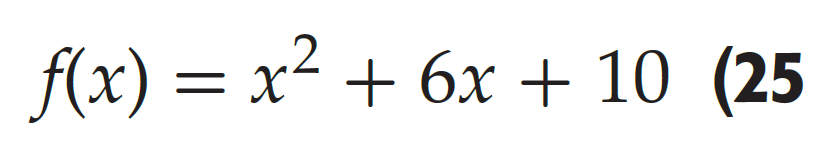 f(x) = x² + 6x + 10 (25